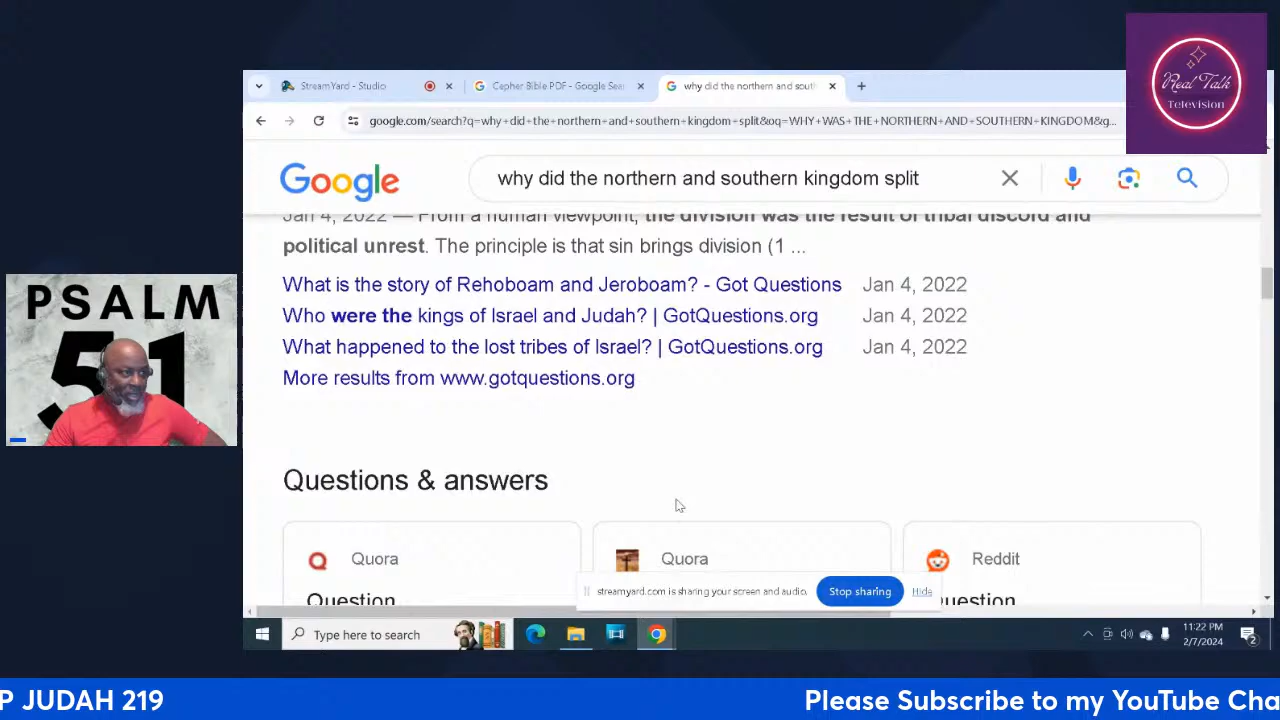 Real Talk
Television
StreamYard - Studio
Cepher Bible PDF - Google Sear
why did the northern and south
google.com/search?q=why+did+the+northern+and+southern+kingdom+split&oq=WHY+WAS+THE+NORTHERN+AND+SOUTHERN+KINGDOM&g...
Google
why did the northern and southern kingdom split
Jan 4, 2022 — From a human viewpoint, the division was the result of tribal discord and
political unrest. The principle is that sin brings division (1 ...
What is the story of Rehoboam and Jeroboam? - Got Questions Jan 4, 2022
Who were the kings of Israel and Judah? | GotQuestions.org Jan 4, 2022
What happened to the lost tribes of Israel? | GotQuestions.org Jan 4, 2022
More results from www.gotquestions.org
PSALM
51
Questions & answers
Quora
Quora
Reddit
Question
streamyard.com is sharing your screen and audio.
Stop sharing
Hide
uestion
Type here to search
11:22 PM
2/7/2024
2
P JUDAH 219
Please Subscribe to my YouTube Cha